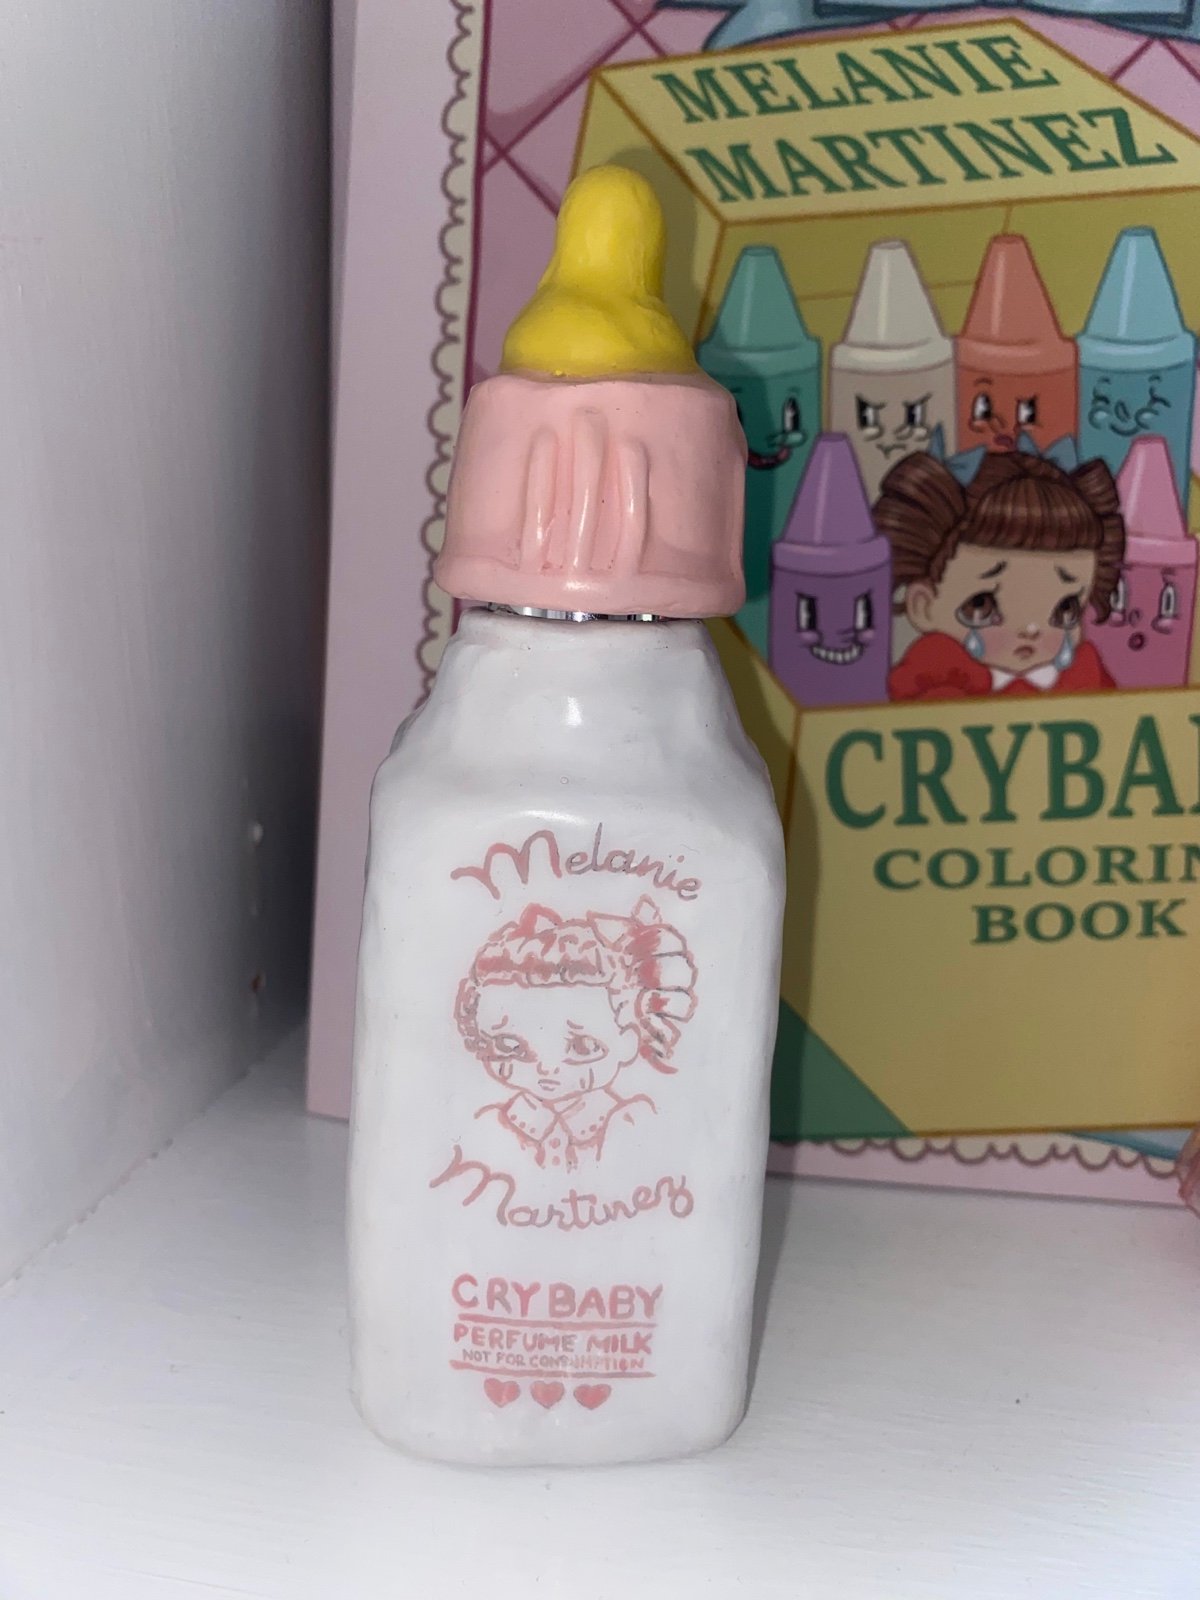 MELANIE
MARTINEZ
CRYBA
COLORIN
BOOK
Melanie
Martinez
CRY BABY
PERFUME MILK
NOT FOR CONSUMPTION